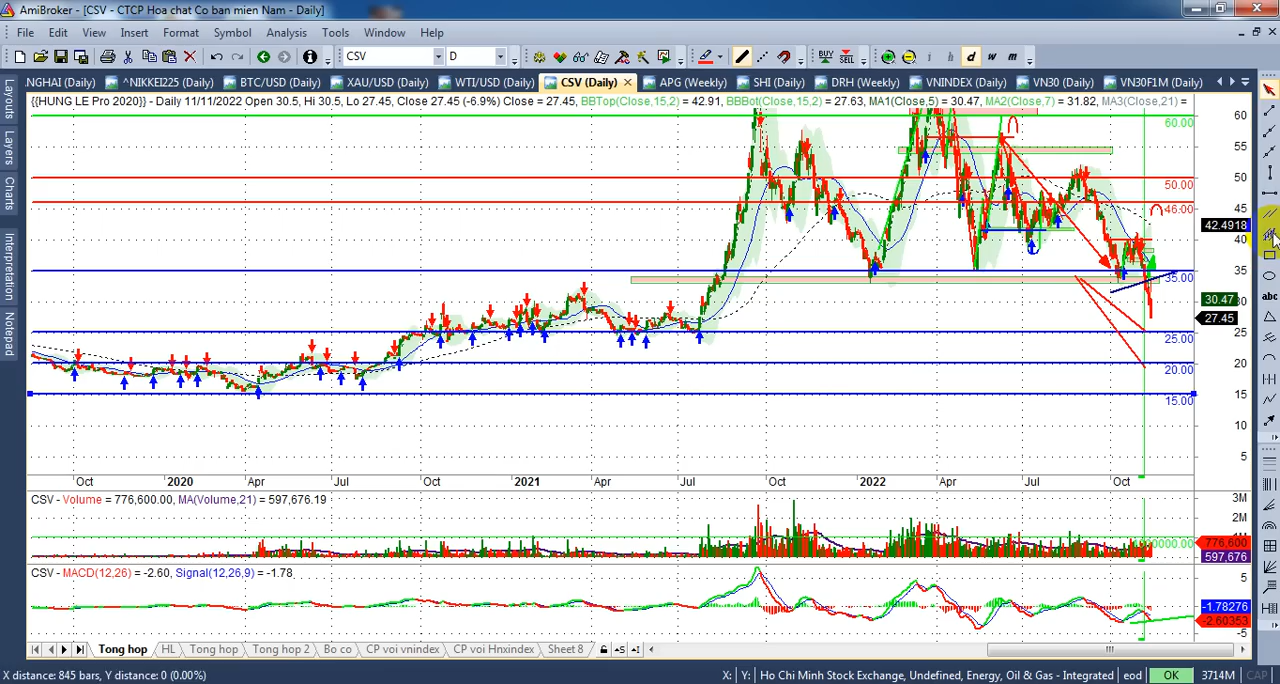 AmiBroker - [CSV - CTCP Hoa chat Co ban mien Nam - Daily]
File Edit View Insert Format Symbol Analysis Tools Window Help
CSV D BUY SELL i h d w m
NGHAI (Daily) ^NIKKEI225 (Daily) BTC/USD (Daily) XAU/USD (Daily) WTI/USD (Daily) CSV (Daily) APG (Weekly) SHI (Daily) DRH (Weekly) VNINDEX (Daily) VN30 (Daily) VN30F1M (Daily)
{{HUNG LE Pro 2020}} - Daily 11/11/2022 Open 30.5, Hi 30.5, Lo 27.45, Close 27.45 (-6.9%) Close = 27.45, BBTop(Close,15,2) = 42.91, BBBot(Close,15,2) = 27.63, MA1(Close,5) = 30.47, MA2(Close,7) = 31.82, MA3(Close,21) =
Layouts
Layers
Charts
Interpretation
Notepad
60
60.00
55
50
50.00
45
46.00
42.4918
40
35
35.00
30.47
30
27.45
25
25.00
20
20.00
15
15.00
10
5
abc
Oct 2020 Apr Jul Oct 2021 Apr Jul Oct 2022 Apr Jul Oct
CSV - Volume = 776,600.00, MA(Volume,21) = 597,676.19
3M
2M
776,600
597,676
CSV - MACD(12,26) = -2.60, Signal(12,26,9) = -1.78
5
-1.78276
-2.60353
-5
Tong hop HL Tong hop Tong hop 2 Bo co CP voi vnindex CP voi Hnxindex Sheet 8
X distance: 845 bars, Y distance: 0 (0.00%) X: Y: Ho Chi Minh Stock Exchange, Undefined, Energy, Oil & Gas - Integrated eod OK 3714M CAP